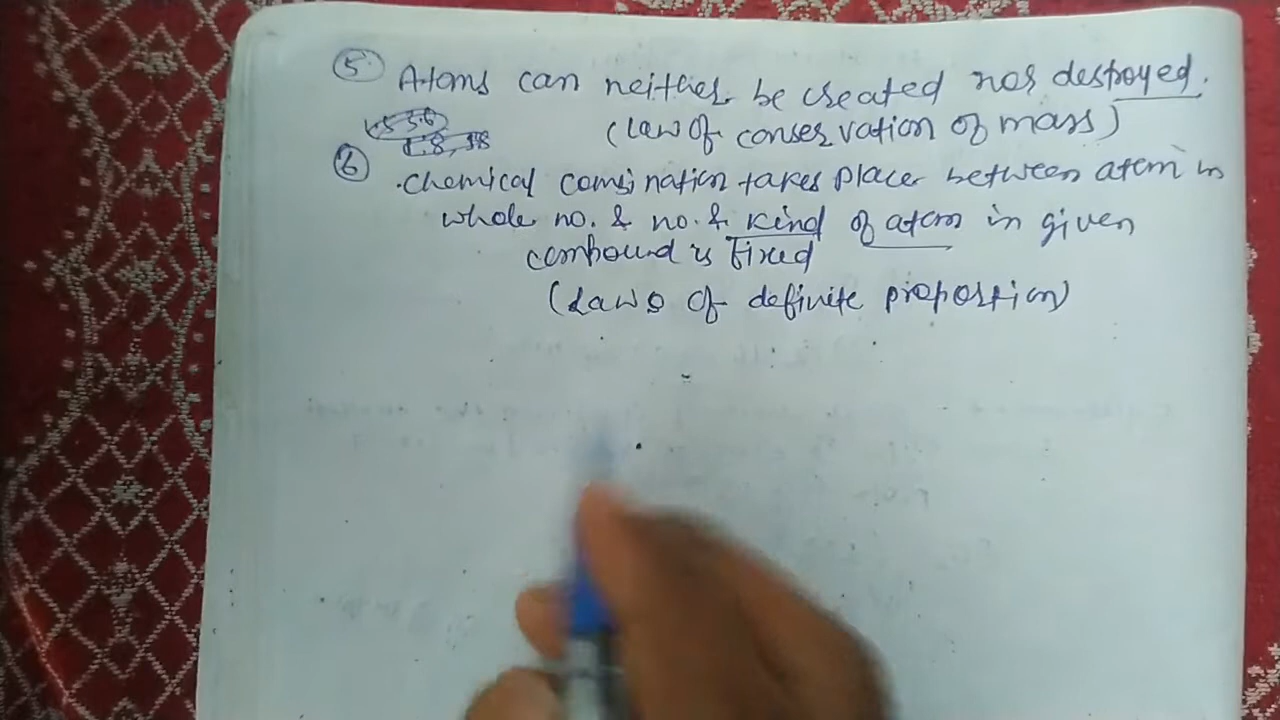 ⑤ Atoms can neither be created nor destroyed.
(law of conservation of mass)
⑥ chemical combination takes place between atom in
whole no. & no. & kind of atom in given
compound is fixed
(Laws of definite proportion)